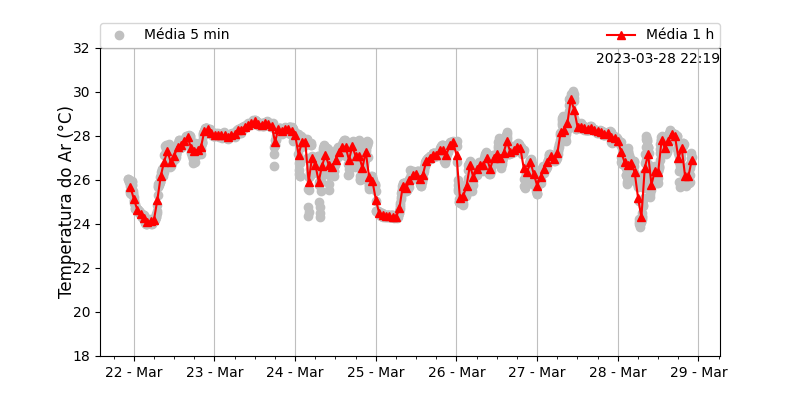 Média 5 min
Média 1 h
2023-03-28 22:19
Temperatura do Ar (°C)
32
30
28
26
24
22
20
18
22 - Mar
23 - Mar
24 - Mar
25 - Mar
26 - Mar
27 - Mar
28 - Mar
29 - Mar